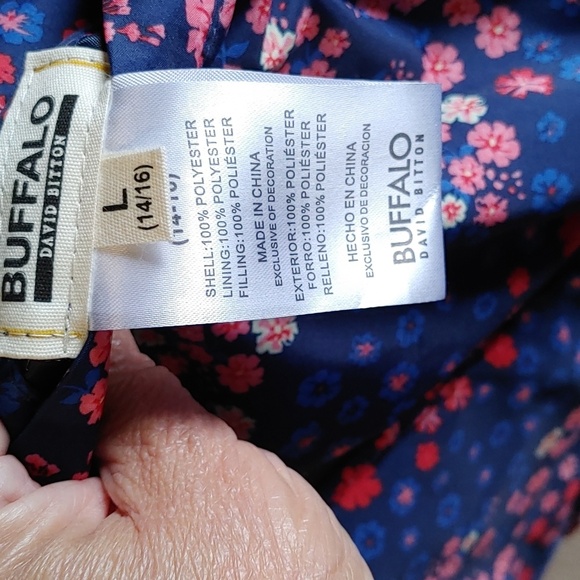 BUFFALO
DAVID BITTON
L
(14/16)
(14-16)
SHELL:100% POLYESTER
LINING:100% POLYESTER
FILLING:100% POLIÉSTER
MADE IN CHINA
EXCLUSIVE OF DECORATION
EXTERIOR:100% POLIÉSTER
FORRO:100% POLIÉSTER
RELLENO:100% POLIÉSTER
HECHO EN CHINA
EXCLUSIVO DE DECORACION
BUFFALO
DAVID BITTON